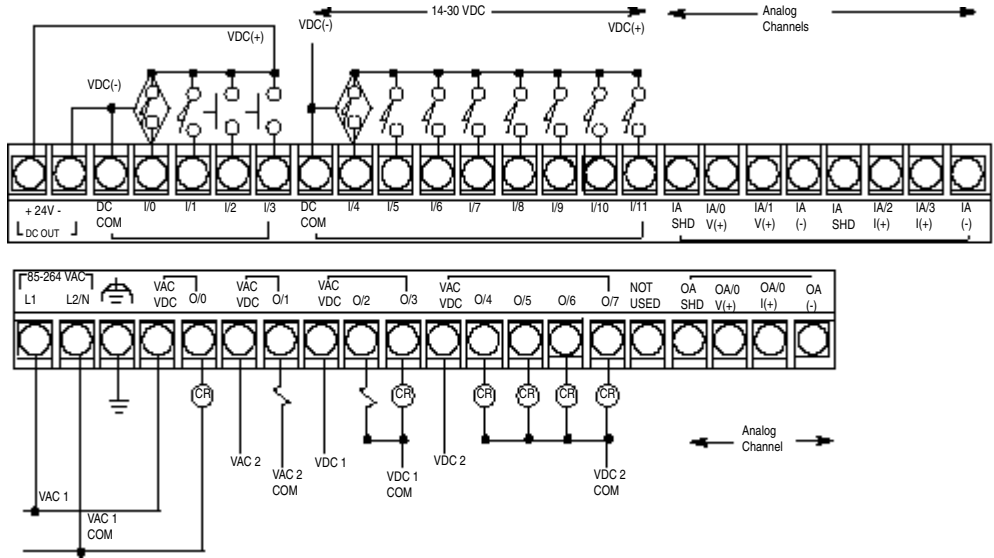 14-30 VDC
Analog
Channels
VDC(-)
VDC(+)
VDC(+)
VDC(-)
+ 24V -
DC OUT
DC
COM
I/0
I/1
I/2
I/3
DC
COM
I/4
I/5
I/6
I/7
I/8
I/9
I/10
I/11
IA
SHD
IA/0
V(+)
IA/1
V(+)
IA
(-)
IA
SHD
IA/2
I(+)
IA/3
I(+)
IA
(-)
85-264 VAC
L1
L2/N
VAC
VDC
O/0
VAC
VDC
O/1
VAC
VDC
O/2
O/3
VAC
VDC
O/4
O/5
O/6
O/7
NOT
USED
OA
SHD
OA/0
V(+)
OA/0
I(+)
OA
(-)
CR
CR
CR
CR
CR
CR
Analog
Channel
VAC 2
VAC 2
COM
VDC 1
VDC 1
COM
VDC 2
VDC 2
COM
VAC 1
VAC 1
COM